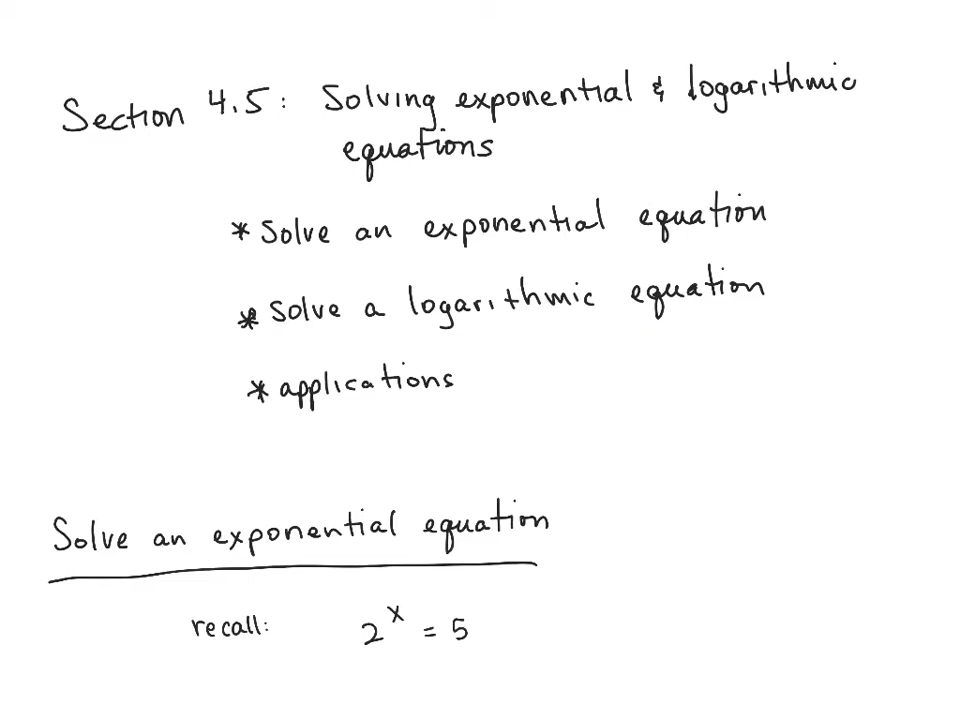 Section 4.5: Solving exponential & logarithmic
equations
* Solve an exponential equation
* Solve a logarithmic equation
* applications
Solve an exponential equation
recall: 2^x = 5